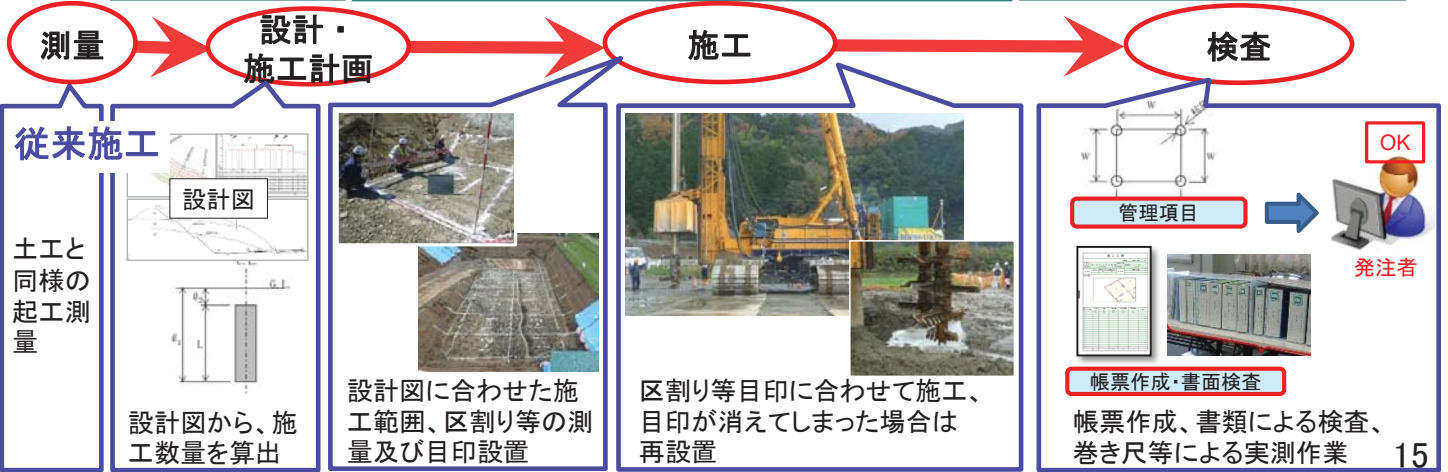 測量
設計・
施工計画
施工
検査
従来施工
土工と
同様の
起工測
量
設計図
G.L
L
設計図から、施
工数量を算出
設計図に合わせた施
工範囲、区割り等の測
量及び目印設置
区割り等目印に合わせて施工、
目印が消えてしまった場合は
再設置
W
W
W
管理項目
OK
発注者
帳票作成・書面検査
帳票作成、書類による検査、
巻き尺等による実測作業
15